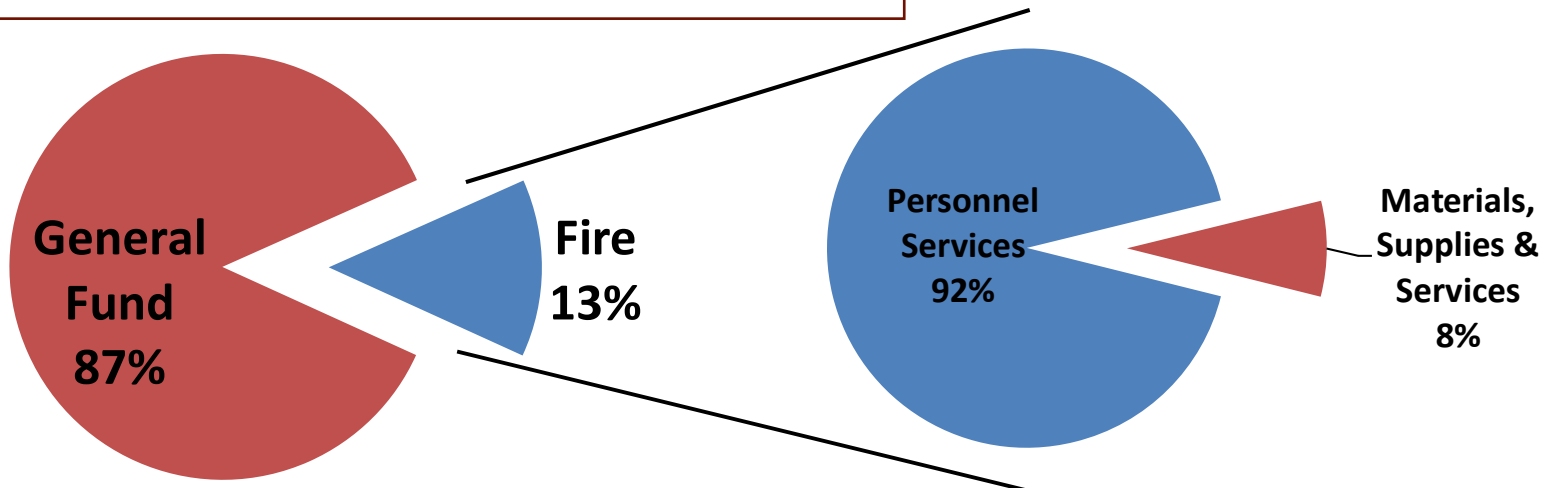 General
Fund
87%
Fire
13%
Personnel
Services
92%
Materials,
Supplies &
Services
8%